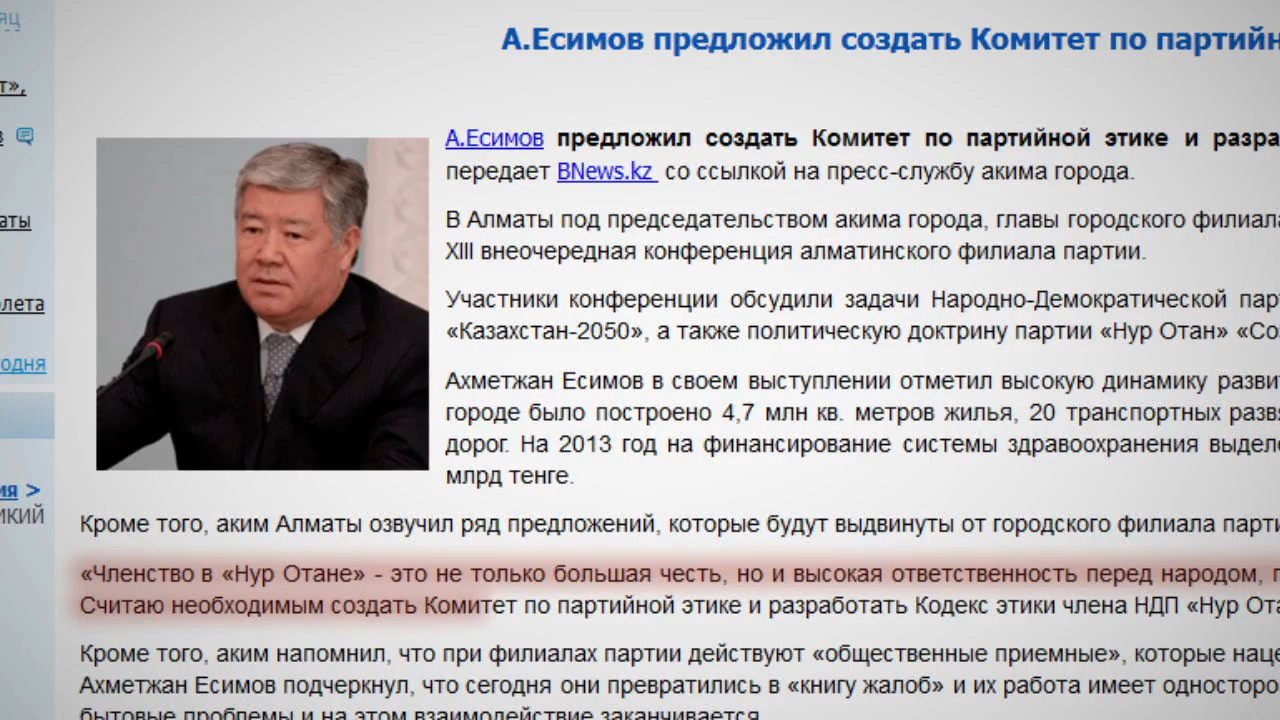 яц
А.Есимов предложил создать Комитет по партийн
т»,
А.Есимов предложил создать Комитет по партийной этике и разра
передает BNews.kz со ссылкой на пресс-службу акима города.
аты
В Алматы под председательством акима города, главы городского филиала
XIII внеочередная конференция алматинского филиала партии.
олета
Участники конференции обсудили задачи Народно-Демократической пар
«Казахстан-2050», а также политическую доктрину партии «Нур Отан» «Со
одня
Ахметжан Есимов в своем выступлении отметил высокую динамику разви
городе было построено 4,7 млн кв. метров жилья, 20 транспортных разв
дорог. На 2013 год на финансирование системы здравоохранения выдел
млрд тенге.
ия >
икий
Кроме того, аким Алматы озвучил ряд предложений, которые будут выдвинуты от городского филиала парти
«Членство в «Нур Отане» - это не только большая честь, но и высокая ответственность перед народом,
Считаю необходимым создать Комитет по партийной этике и разработать Кодекс этики члена НДП «Нур Ота
Кроме того, аким напомнил, что при филиалах партии действуют «общественные приемные», которые наце
Ахметжан Есимов подчеркнул, что сегодня они превратились в «книгу жалоб» и их работа имеет односторо
бытовые проблемы и на этом взаимодействие заканчивается.